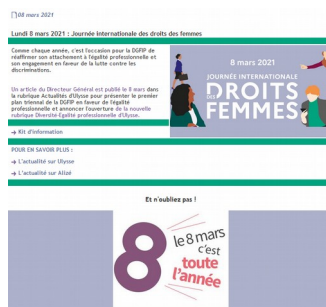 08 mars 2021
Lundi 8 mars 2021 : Journée internationale des droits des femmes
Comme chaque année, c'est l'occasion pour la DGFIP de
réaffirmer son attachement à l'égalité professionnelle et
son engagement en faveur de la lutte contre les
discriminations.
Un article du Directeur Général est publié le 8 mars dans
la rubrique Actualités d'Ulysse pour présenter le premier
plan triennal de la DGFIP en faveur de l'égalité
professionnelle et annoncer l'ouverture de la nouvelle
rubrique Diversité-Égalité professionnelle d'Ulysse.
8 mars 2021
JOURNÉE INTERNATIONALE
DROITS
FEMMES
→ Kit d'information
POUR EN SAVOIR PLUS :
→ L'actualité sur Ulysse
→ L'actualité sur Alizé
Et n'oubliez pas !
8
le 8 mars
c'est
toute
l'année